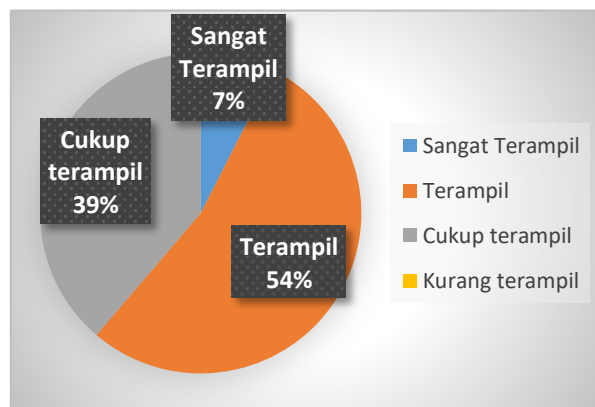 Sangat
Terampil
7%
Cukup
terampil
39%
Terampil
54%
Sangat Terampil
Terampil
Cukup terampil
Kurang terampil